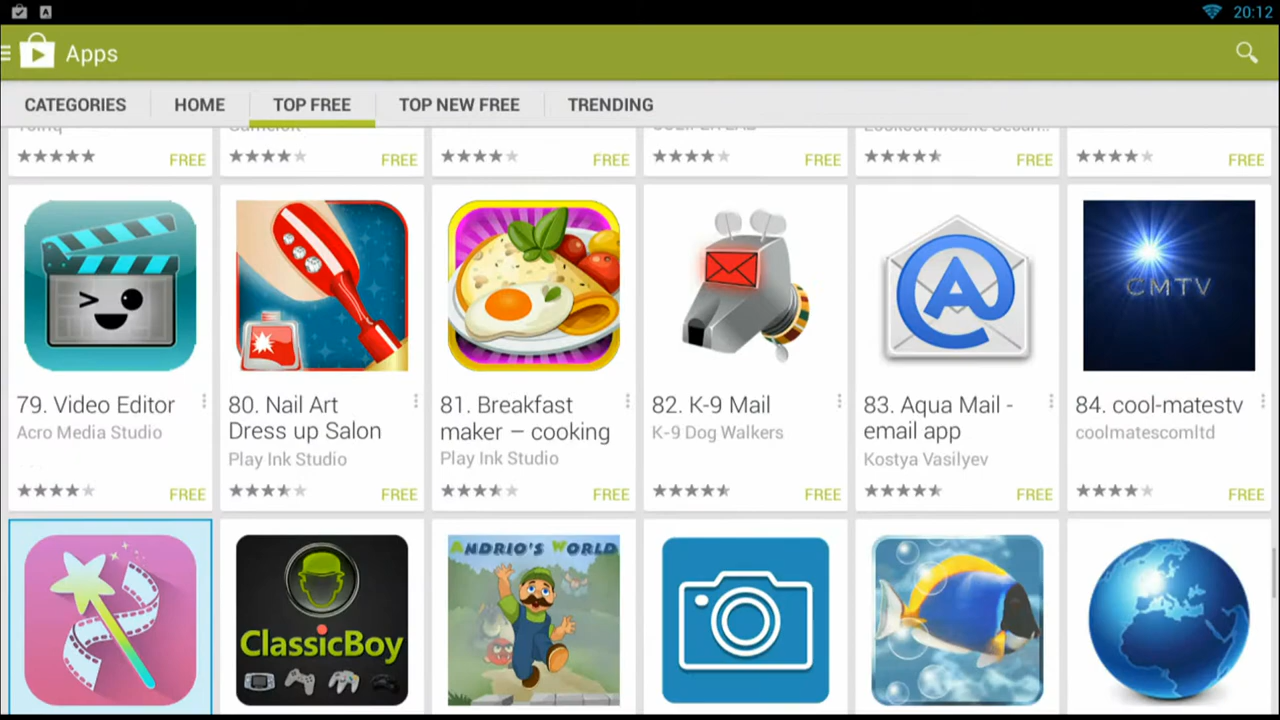 20:12
Apps
CATEGORIES
HOME
TOP FREE
TOP NEW FREE
TRENDING
FREE
FREE
FREE
FREE
FREE
FREE
CMTV
79. Video Editor
Acro Media Studio
FREE
80. Nail Art
Dress up Salon
Play Ink Studio
FREE
81. Breakfast
maker – cooking
Play Ink Studio
FREE
82. K-9 Mail
K-9 Dog Walkers
FREE
83. Aqua Mail -
email app
Kostya Vasilyev
FREE
84. cool-matestv
coolmatescomltd
FREE
ClassicBoy
ANDRIO'S WORLD